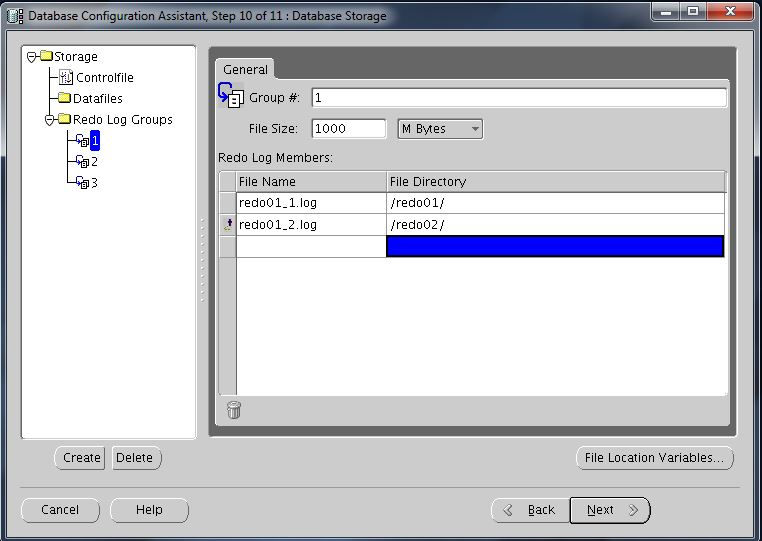 Database Configuration Assistant, Step 10 of 11 : Database Storage
Storage
Controlfile
Datafiles
Redo Log Groups
1
2
3
General
Group #: 1
File Size: 1000 M Bytes
Redo Log Members:
File Name File Directory
redo01_1.log /redo01/
redo01_2.log /redo02/
Create Delete
File Location Variables...
Cancel Help Back Next